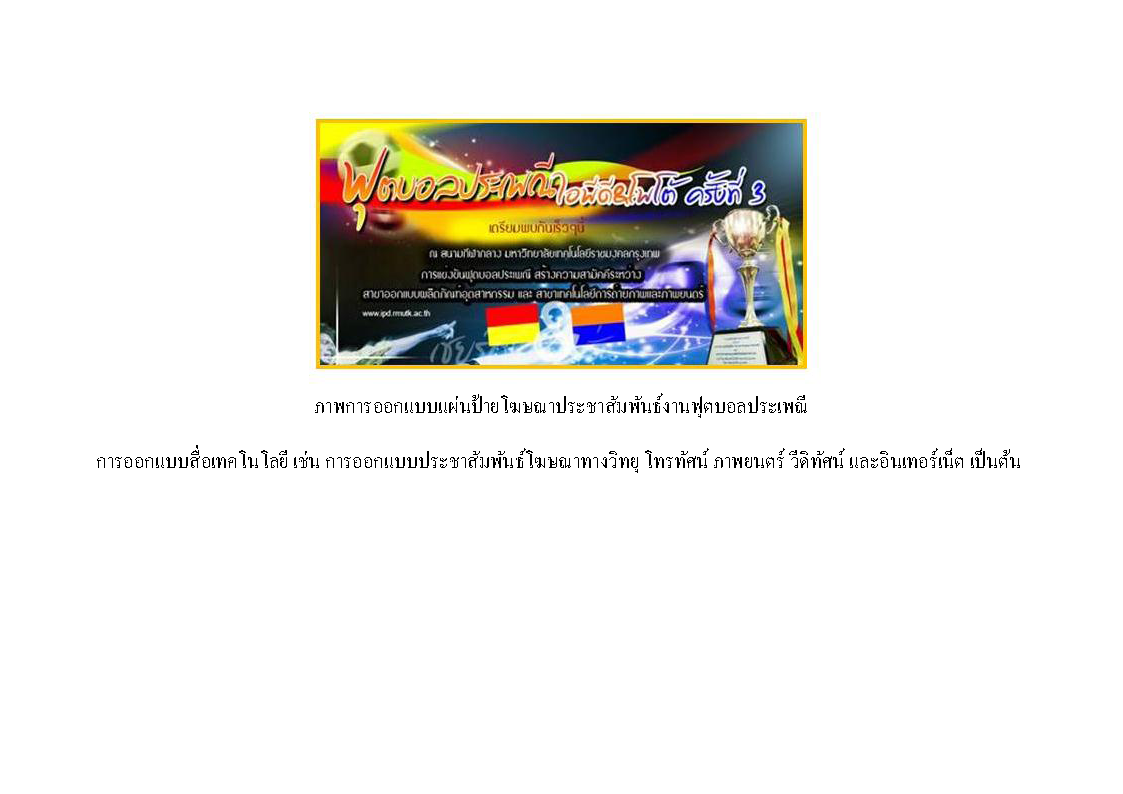 ฟุตบอลประเพณีไอพีดี&โฟโต้ ครั้งที่ 3
เตรียมพบกันเร็วๆนี้
ณ สนามกีฬากลาง มหาวิทยาลัยเทคโนโลยีราชมงคลกรุงเทพ
การแข่งขันฟุตบอลประเพณี สร้างความสามัคคีระหว่าง
สาขาออกแบบผลิตภัณฑ์อุตสาหกรรม และ สาขาเทคโนโลยีการถ่ายภาพและภาพยนตร์
www.ipd.rmutk.ac.th
ภาพการออกแบบแผ่นป้ายโฆษณาประชาสัมพันธ์งานฟุตบอลประเพณี
การออกแบบสื่อเทคโนโลยี เช่น การออกแบบประชาสัมพันธ์โฆษณาทางวิทยุ โทรทัศน์ ภาพยนตร์ วีดิทัศน์ และอินเทอร์เน็ต เป็นต้น